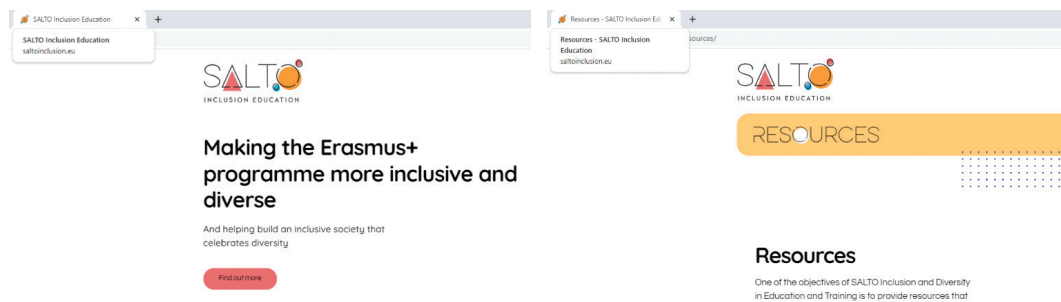 SALTO Inclusion Education
SALTO Inclusion Education
saltoinclusion.eu
SALTO
INCLUSION EDUCATION
Making the Erasmus+
programme more inclusive and
diverse
And helping build an inclusive society that
celebrates diversity
Find out more
Resources - SALTO Inclusion Ed
Resources - SALTO Inclusion
Education
saltoinclusion.eu
sources/
SALTO
INCLUSION EDUCATION
RESOURCES
Resources
One of the objectives of SALTO Inclusion and Diversity
in Education and Training is to provide resources that